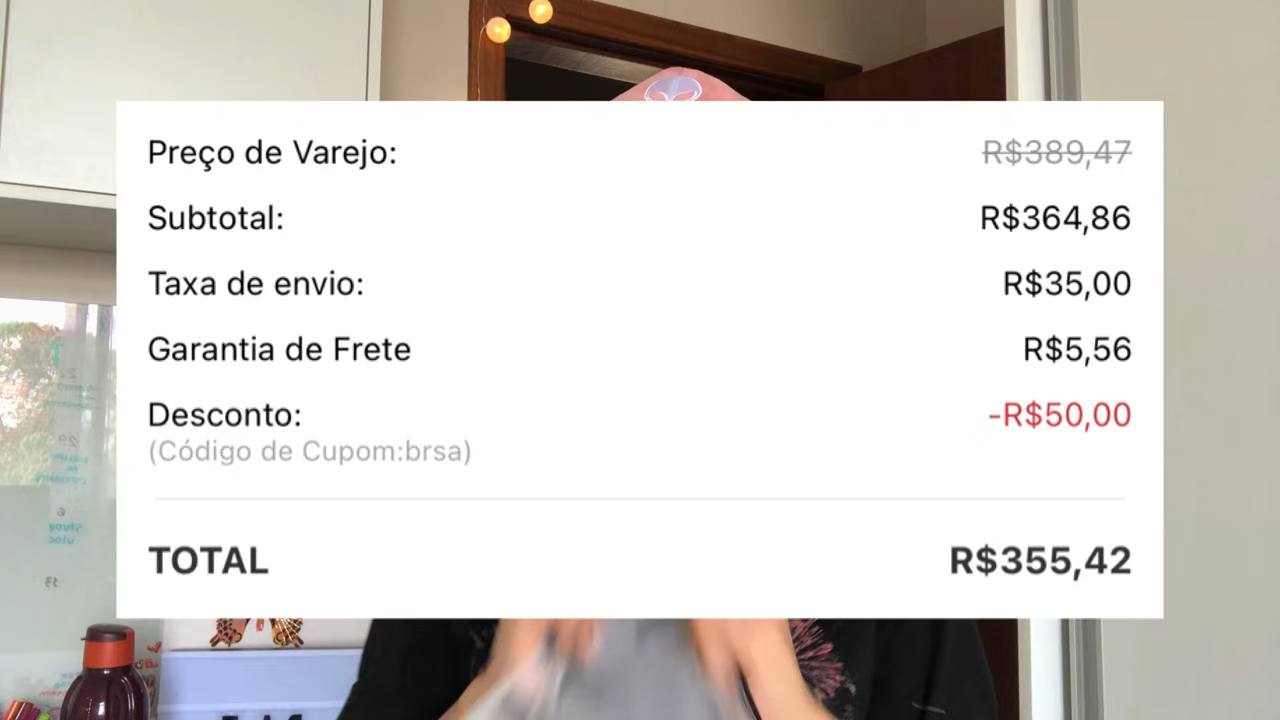 Preço de Varejo: R$389,47
Subtotal: R$364,86
Taxa de envio: R$35,00
Garantia de Frete R$5,56
Desconto: -R$50,00
(Código de Cupom:brsa)
TOTAL R$355,42